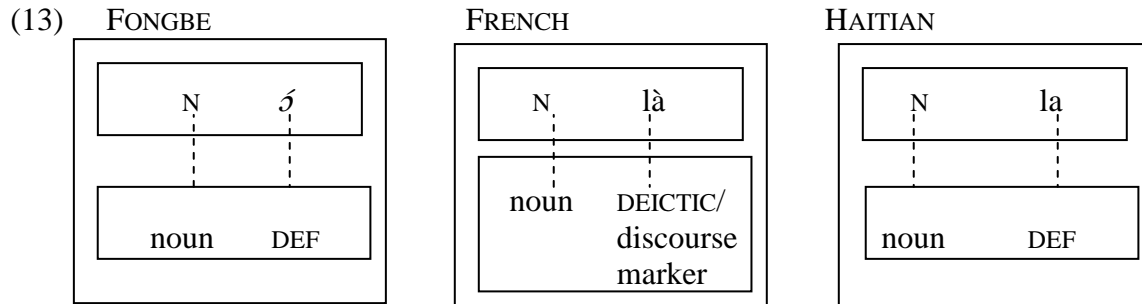 (13) FONGBE FRENCH HAITIAN
N ɔ́ N là N la
noun DEF noun DEICTIC/ noun DEF
discourse
marker